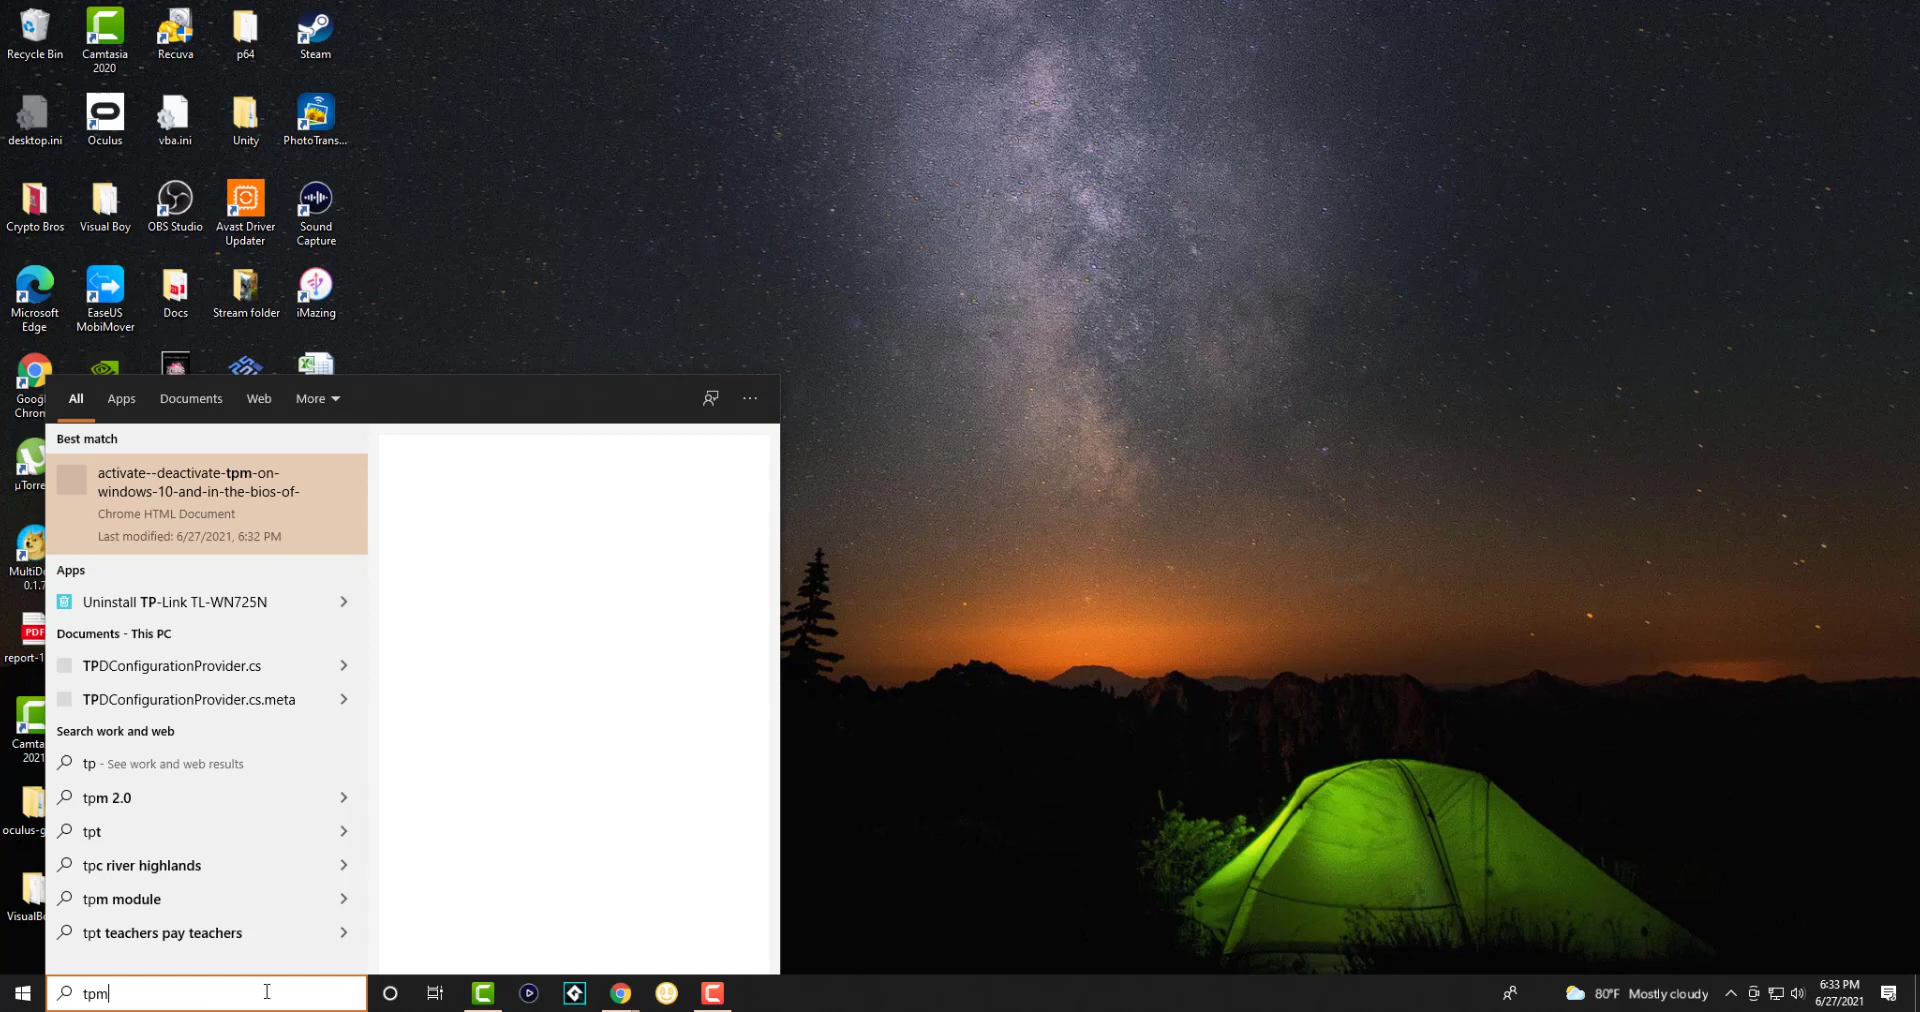 Recycle Bin
Camtasia
2020
Recuva
p64
Steam
desktop.ini
Oculus
vba.ini
Unity
PhotoTrans...
Crypto Bros
Visual Boy
OBS Studio
Avast Driver
Updater
Sound
Capture
Microsoft
Edge
EaseUS
MobiMover
Docs
Stream folder
iMazing
Googl
Chron
µTorre
MultiDo
0.1.7
PDF
report-1
Camta
2021
oculus-g
VisualBo
All
Apps
Documents
Web
More
Best match
activate--deactivate-tpm-on-
windows-10-and-in-the-bios-of-
Chrome HTML Document
Last modified: 6/27/2021, 6:32 PM
Apps
Uninstall TP-Link TL-WN725N
Documents - This PC
TPDConfigurationProvider.cs
TPDConfigurationProvider.cs.meta
Search work and web
tp - See work and web results
tpm 2.0
tpt
tpc river highlands
tpm module
tpt teachers pay teachers
tpm
80°F Mostly cloudy
6:33 PM
6/27/2021